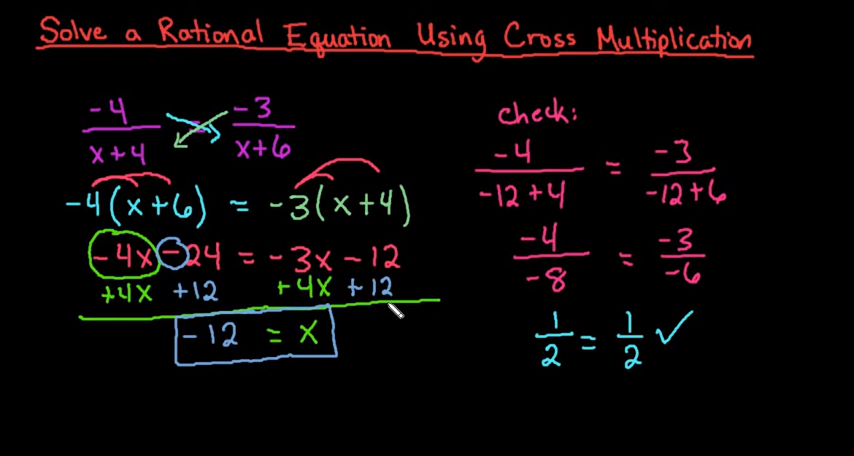 Solve a Rational Equation Using Cross Multiplication
-4/x+4 = -3/x+6
-4(x+6) = -3(x+4)
-4x -24 = -3x -12
+4x +12 +4x +12
-12 = x
check:
-4/-12+4 = -3/-12+6
-4/-8 = -3/-6
1/2 = 1/2 ✓